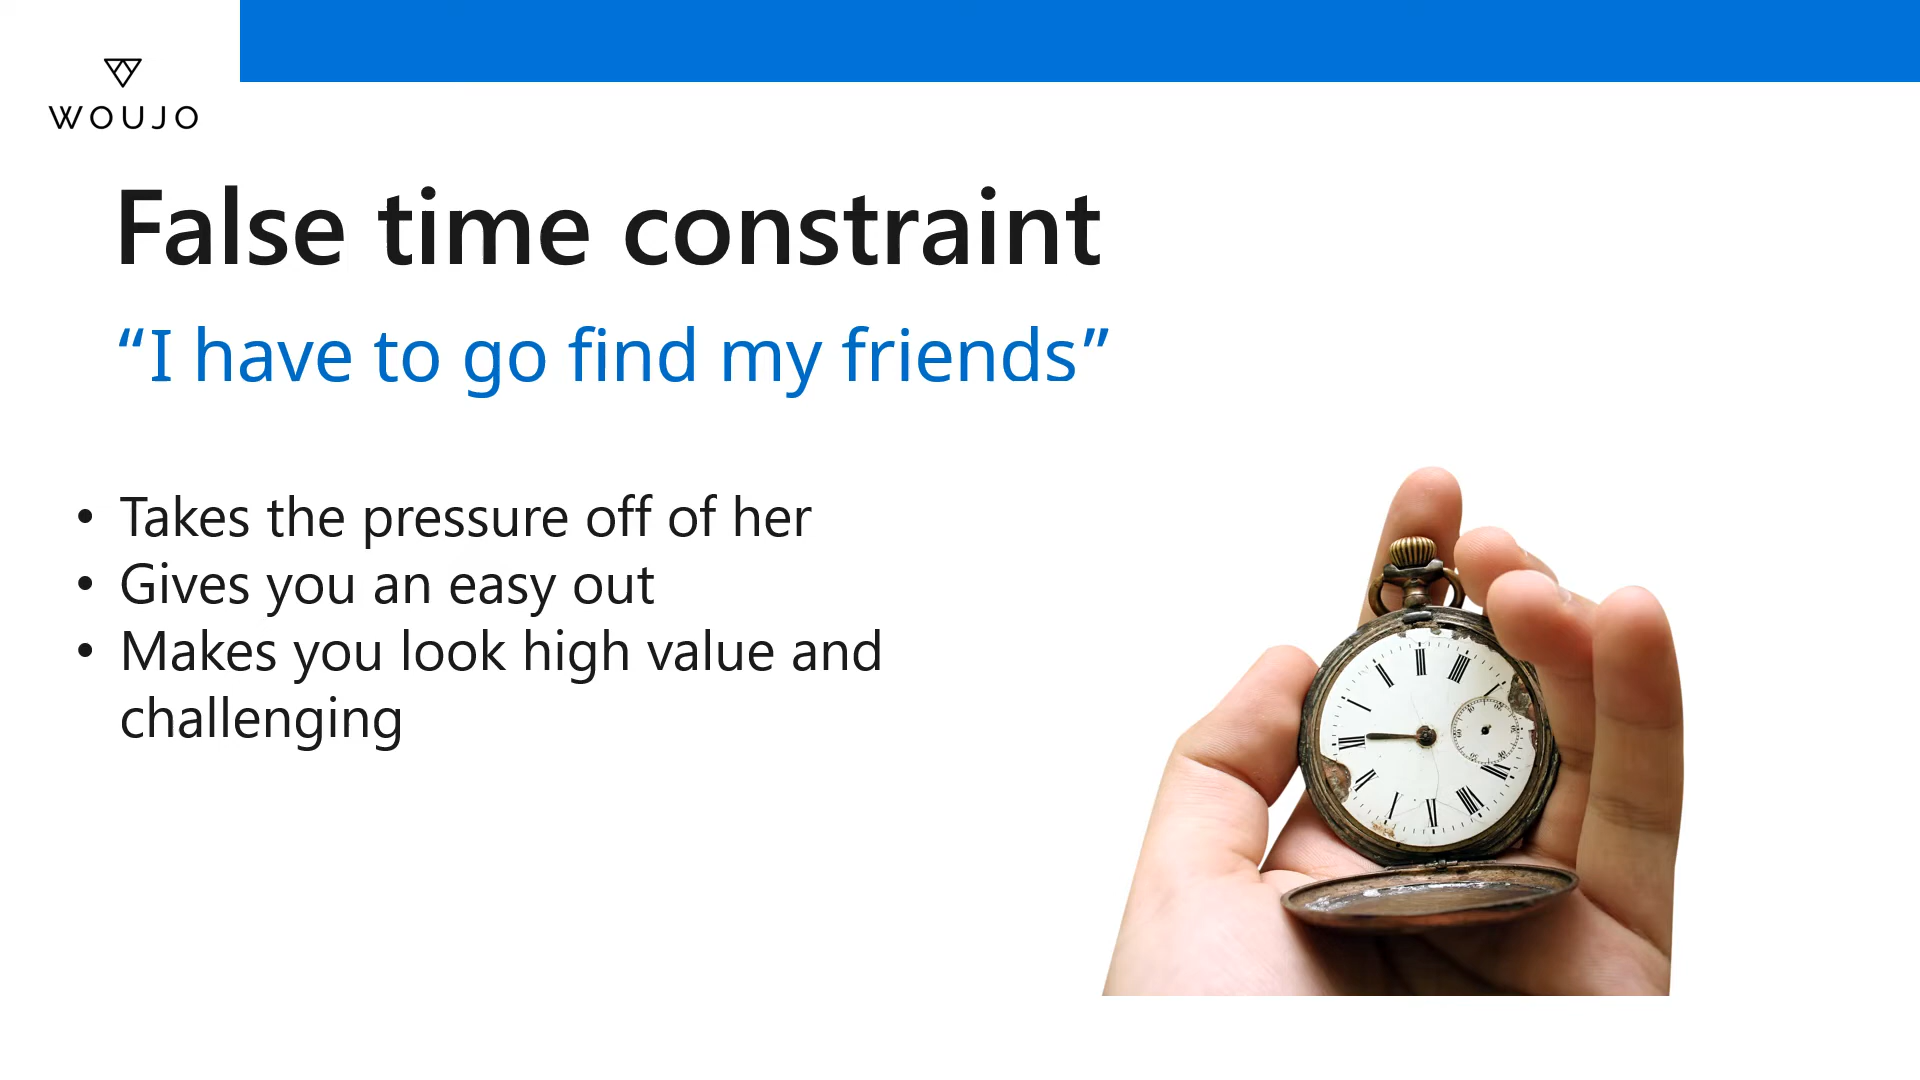 WOUJO
False time constraint
“I have to go find my friends”
• Takes the pressure off of her
• Gives you an easy out
• Makes you look high value and
challenging